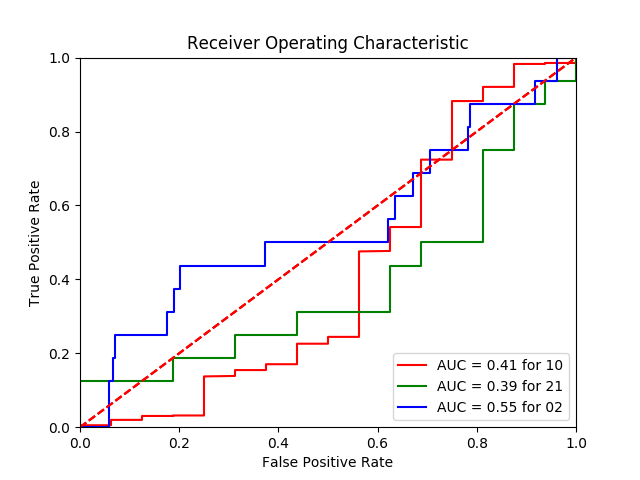 Receiver Operating Characteristic
True Positive Rate
1.0
0.8
0.6
0.4
0.2
0.0
AUC = 0.41 for 10
AUC = 0.39 for 21
AUC = 0.55 for 02
0.0 0.2 0.4 0.6 0.8 1.0
False Positive Rate